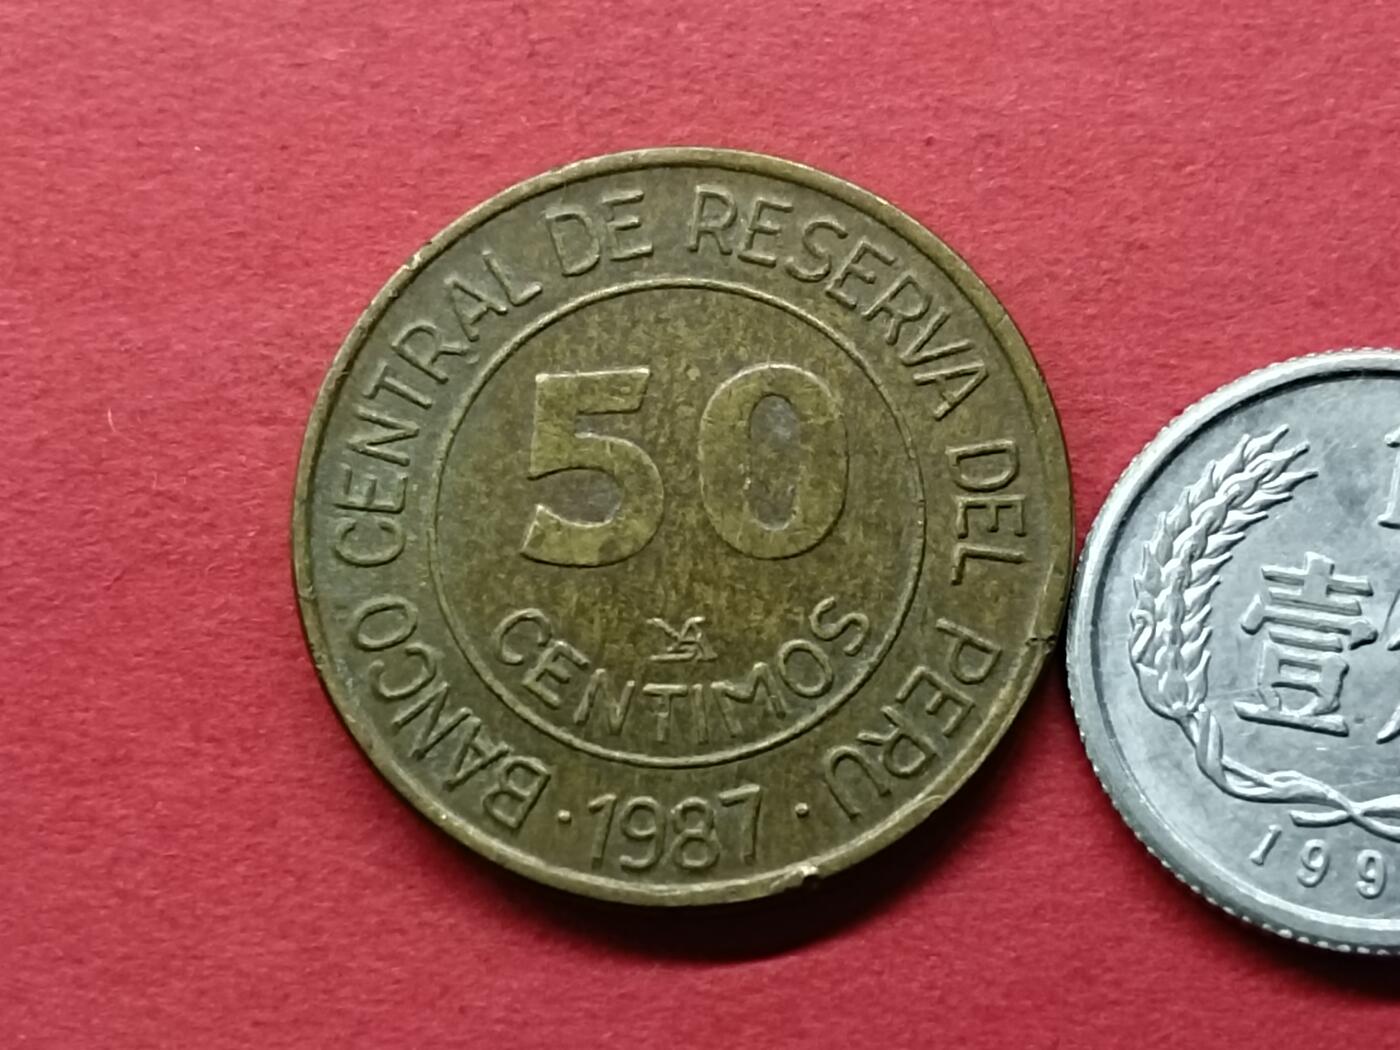 BANCO CENTRAL DE RESERVA DEL PERU
50
CENTIMOS
· 1987 ·
壹
199